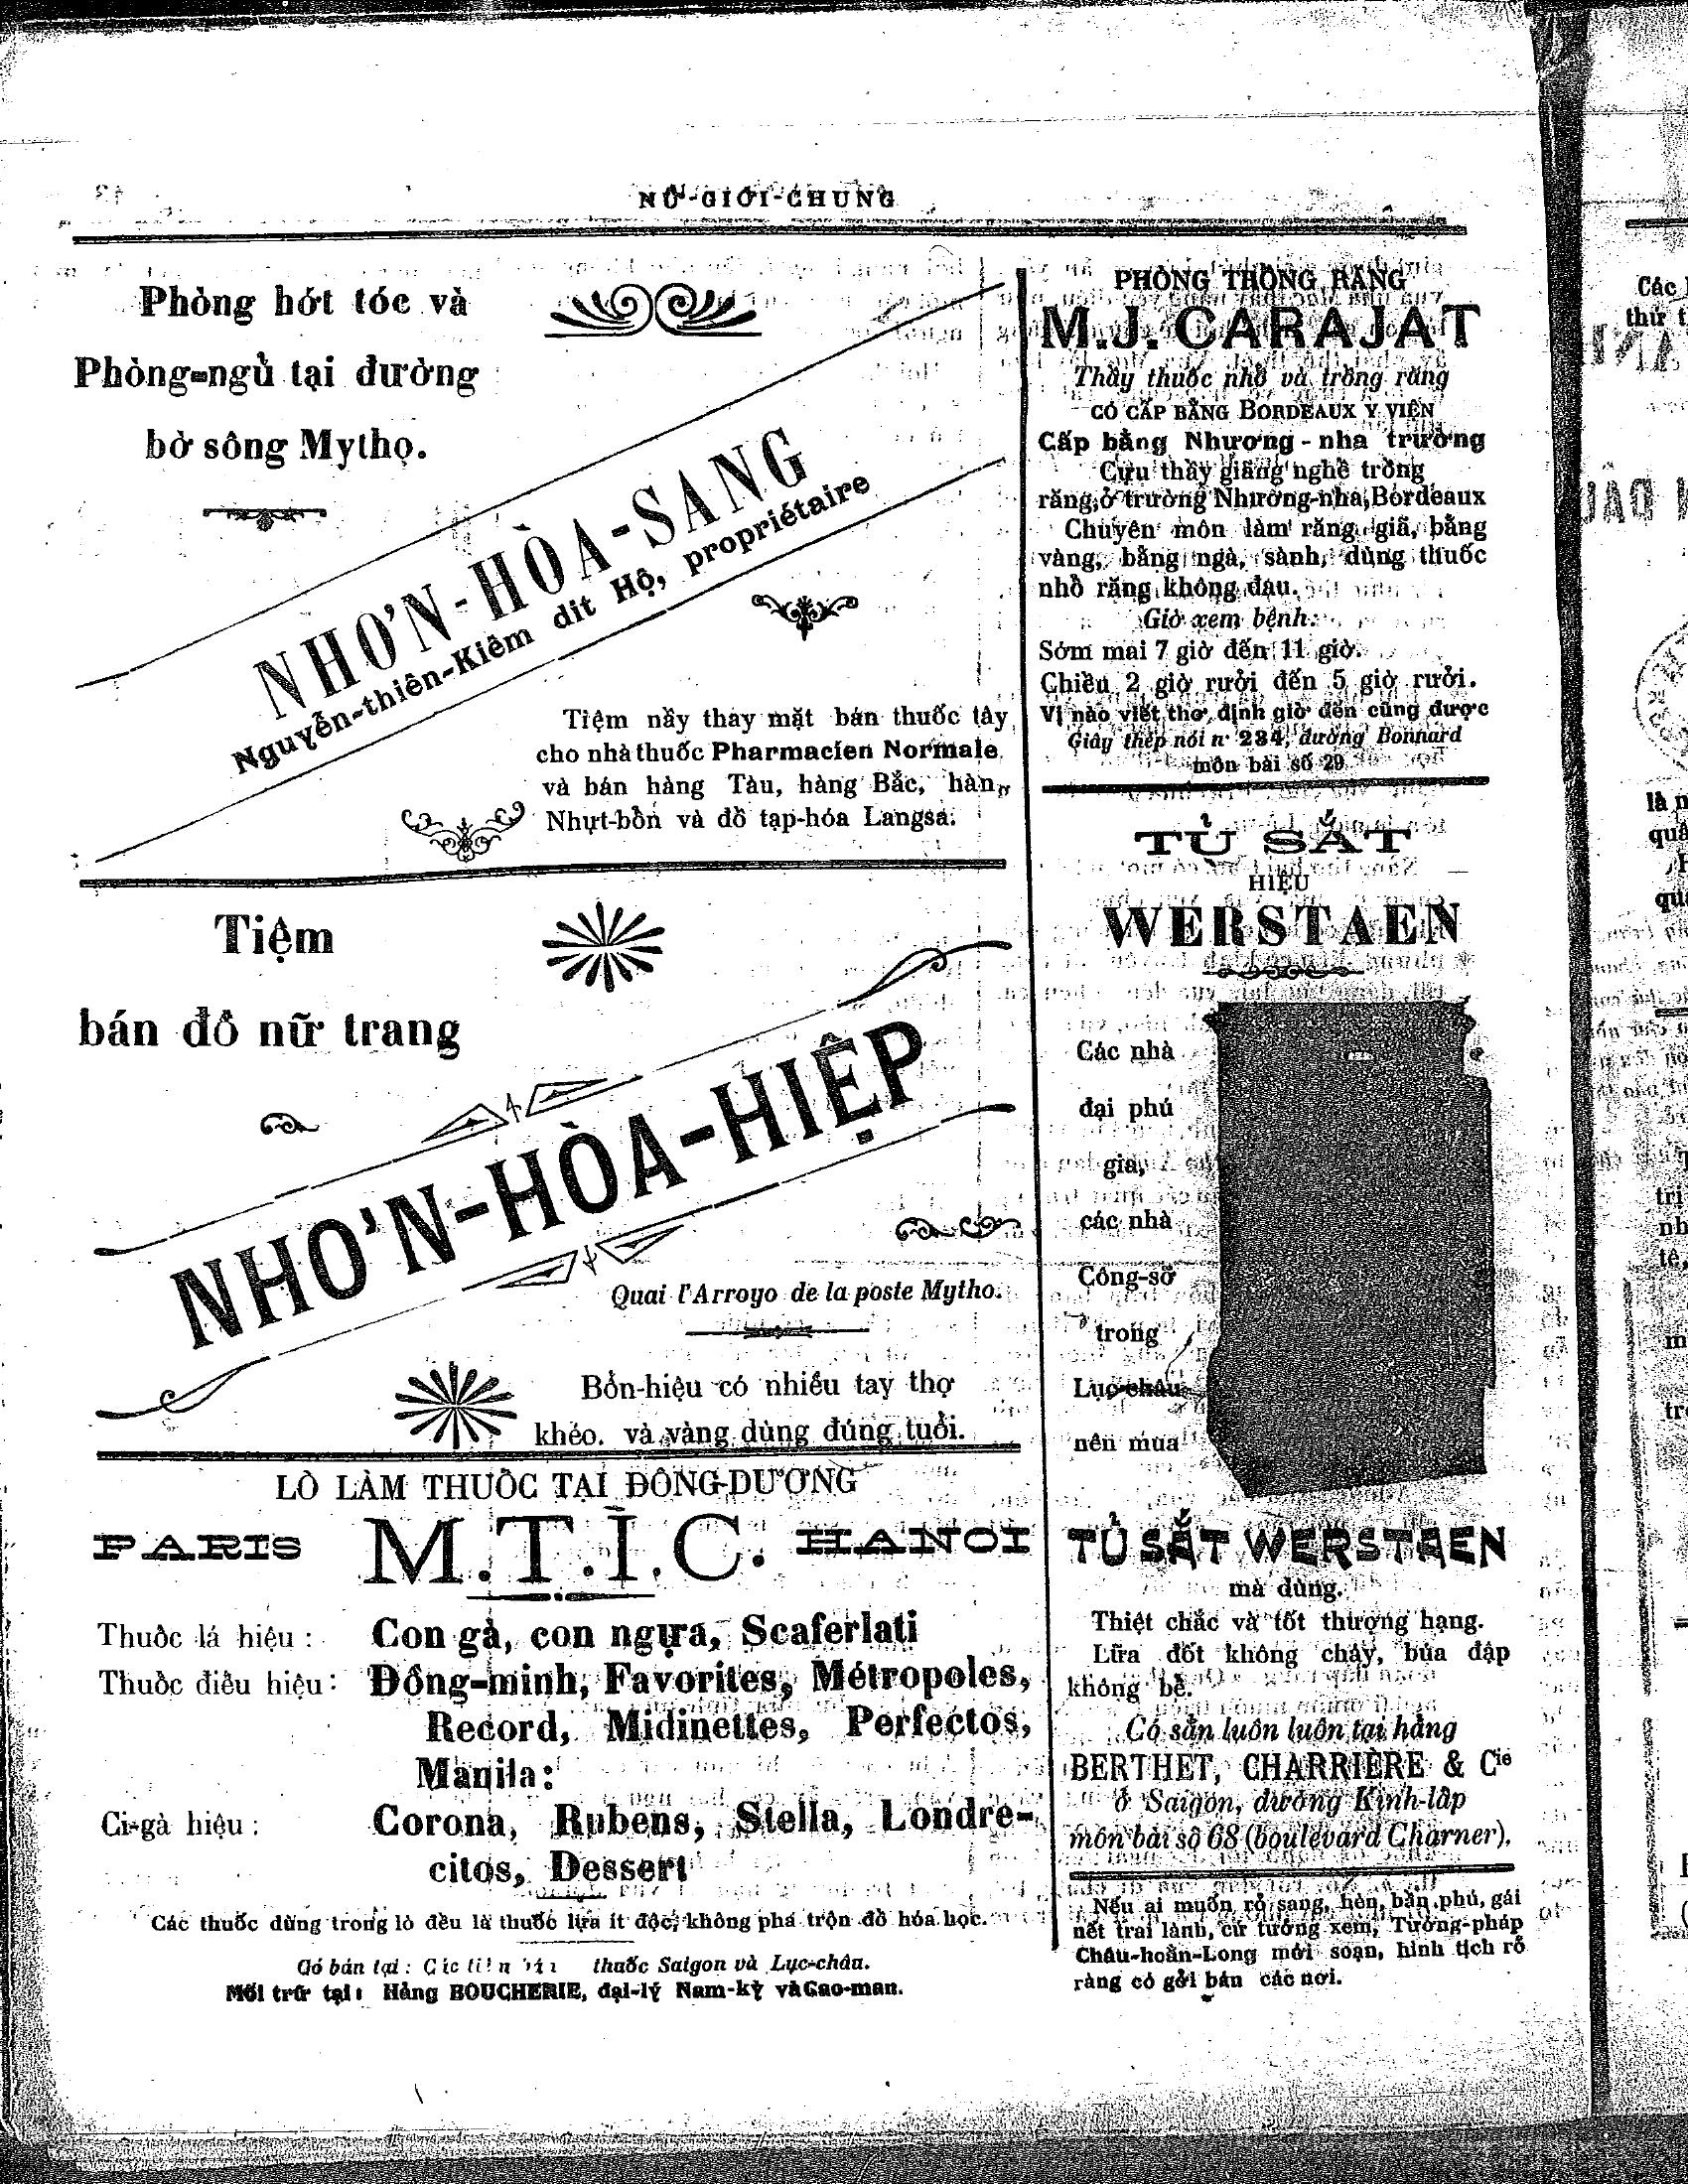 NỮ-GIỚI-CHUNG
Phòng hớt tóc và
Phòng-ngủ tại đường
bờ sông Mytho.
NHƠN-HÒA-SANG
Nguyễn-thiên-Kiêm dit Hộ, propriétaire
Tiệm nầy thay mặt bán thuốc tây
cho nhà thuốc Pharmacien Normale
và bán hàng Tàu, hàng Bắc, hàng
Nhựt-bổn và đồ tạp-hóa Langsa.
Tiệm
bán đồ nữ trang
NHƠN-HÒA-HIỆP
Quai l'Arroyo de la poste Mytho.
Bổn-hiệu có nhiều tay thợ
khéo. và vàng dùng đúng tuổi.
LÒ LÀM THUỐC TẠI ĐÔNG-DƯƠNG
PARIS M.T.I.C. HANOI
Thuốc lá hiệu : Con gà, con ngựa, Scaferlati
Thuốc điếu hiệu : Đồng-minh, Favorites, Métropoles,
Record, Midinettes, Perfectos,
Manila:
Ci-gà hiệu : Corona, Rubens, Stella, Londre-
citos, Dessert
Các thuốc dùng trong lò đều là thuốc lựa ít độc, không pha trộn đồ hóa học.
Có bán tại : Các tiệm bán thuốc Saigon và Lục-châu.
Mối trữ tại : Hảng BOUCHERIE, đại-lý Nam-kỳ và Cao-man.
PHÒNG TRỒNG RĂNG
M.J. CARAJAT
Thầy thuốc nhổ và trồng răng
CÓ CẤP BẰNG BORDEAUX Y VIỆN
Cấp bằng Nhương-nha trường
Cựu thầy giảng nghề trồng
răng, ở trường Nhường-nha, Bordeaux
Chuyên môn làm răng giã, bằng
vàng, bằng ngà, sành, dùng thuốc
nhổ răng không đau.
Giờ xem bệnh:
Sớm mai 7 giờ đến 11 giờ.
Chiều 2 giờ rưởi đến 5 giờ rưởi.
Vị nào viết thơ định giờ đến cũng được
Giây thép nói n° 234, đường Bonnard
môn bài số 29
TỦ SẮT
HIỆU
WERSTAEN
Các nhà
đại phú
gia,
các nhà
Công-sở
trong
Lục-châu
nên mua
TỦ SẮT WERSTAEN
mà dùng.
Thiệt chắc và tốt thượng hạng.
Lữa đốt không cháy, búa đập
không bể.
Có sẳn luôn luôn tại hảng
BERTHET, CHARRIÈRE & Cie
ở Saigon, đường Kinh-lấp
môn bài số 68 (boulevard Charner).
Nếu ai muốn rỏ sang, hèn, bần, phú, gái
nết trai lành, cứ tướng xem, Tướng-pháp
Châu-hoằn-Long mới soạn, hình tịch rỏ
ràng có gởi bán các nơi.